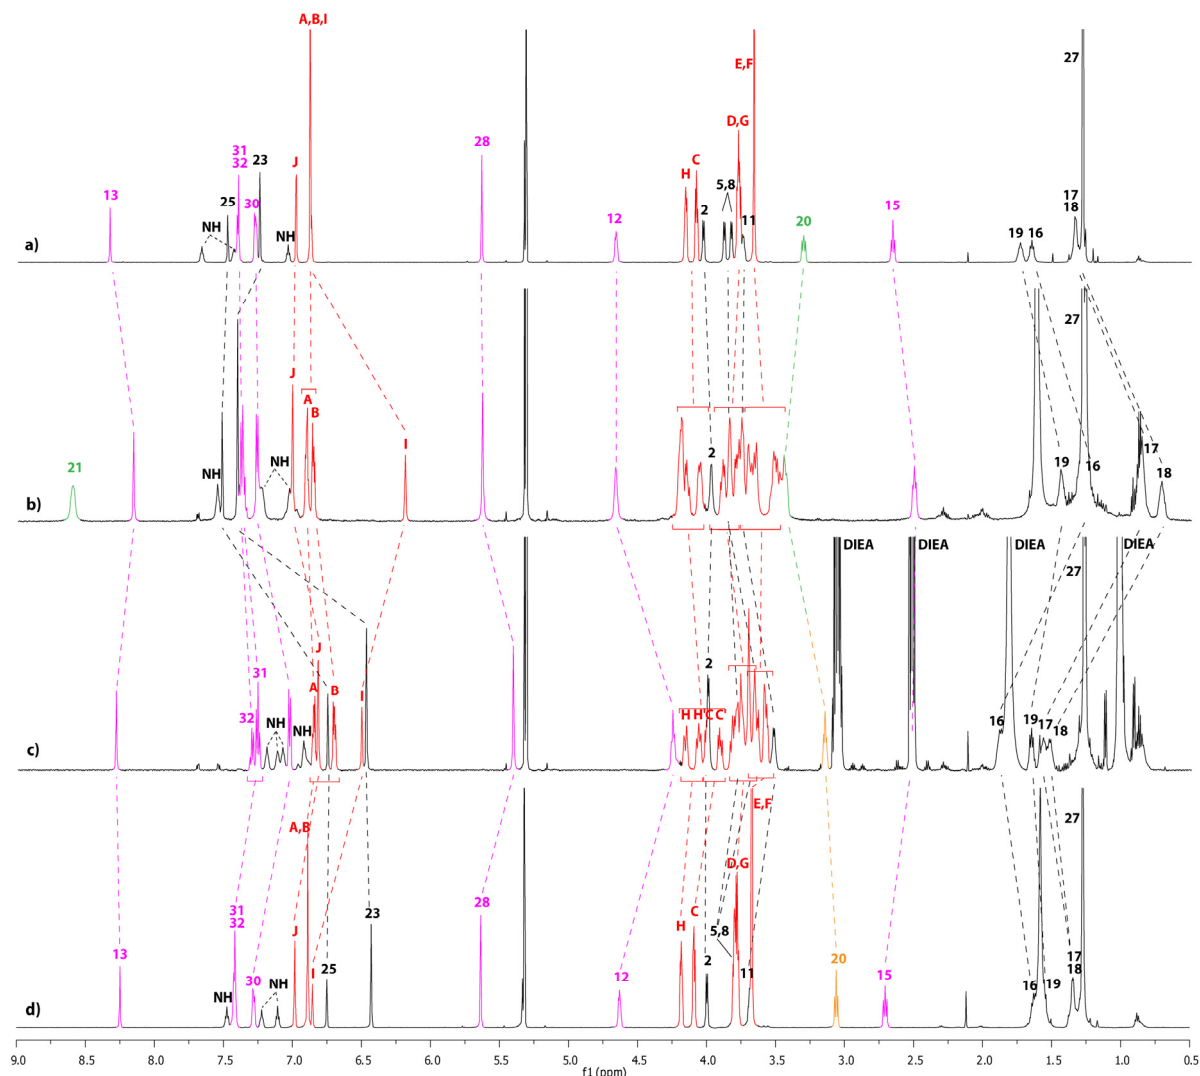 A,B,I
27
E,F
D,G
31
32
23
J
28
13
C
H
5,8
17
18
25
NH
30
NH
12
2
11
20
15
19 16
a)
27
J
A
B
21
NH
NH
I
2
19
16
17
18
b)
DIEA
DIEA
DIEA
DIEA
27
31
J
A
B
I
2
32
NH
NH
H H' C C'
16
19
17
18
c)
E,F
27
A,B
D,G
31
32
23
28
C
H
J
5,8
17
18
13
30
NH
NH
I
25
12
2
11
20
15
16
19
d)
9.0 8.5 8.0 7.5 7.0 6.5 6.0 5.5 5.0 4.5 4.0 3.5 3.0 2.5 2.0 1.5 1.0 0.5
f1 (ppm)